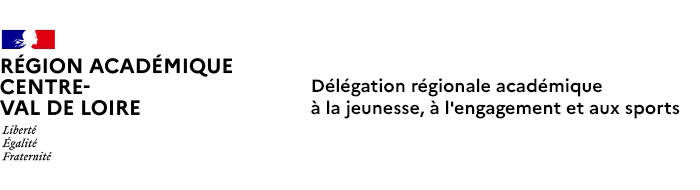 RÉGION ACADÉMIQUE
CENTRE-
VAL DE LOIRE
Liberté
Égalité
Fraternité
Délégation régionale académique
à la jeunesse, à l'engagement et aux sports